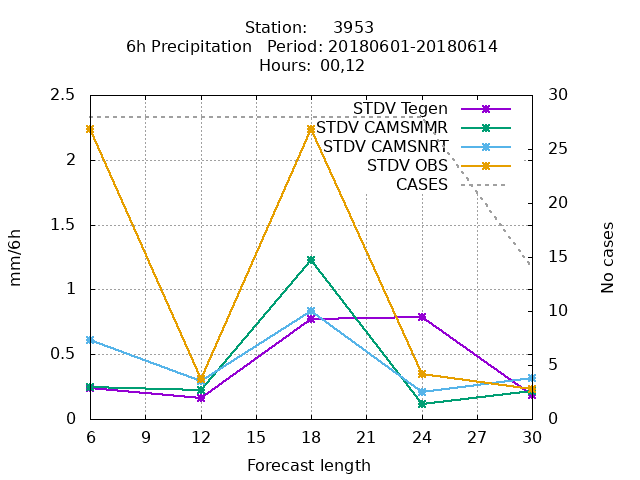 Station: 3953
6h Precipitation Period: 20180601-20180614
Hours: 00,12
2.5
2
1.5
1
0.5
0
30
25
20
15
10
5
0
STDV Tegen
STDV CAMSMMR
STDV CAMSNRT
STDV OBS
CASES
mm/6h
No cases
6 9 12 15 18 21 24 27 30
Forecast length